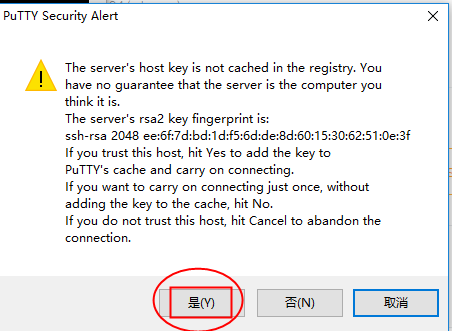 PuTTY Security Alert
The server's host key is not cached in the registry. You
have no guarantee that the server is the computer you
think it is.
The server's rsa2 key fingerprint is:
ssh-rsa 2048 ee:6f:7d:bd:1d:f5:6d:de:8d:60:15:30:62:51:0e:3f
If you trust this host, hit Yes to add the key to
PuTTY's cache and carry on connecting.
If you want to carry on connecting just once, without
adding the key to the cache, hit No.
If you do not trust this host, hit Cancel to abandon the
connection.
是(Y) 否(N) 取消